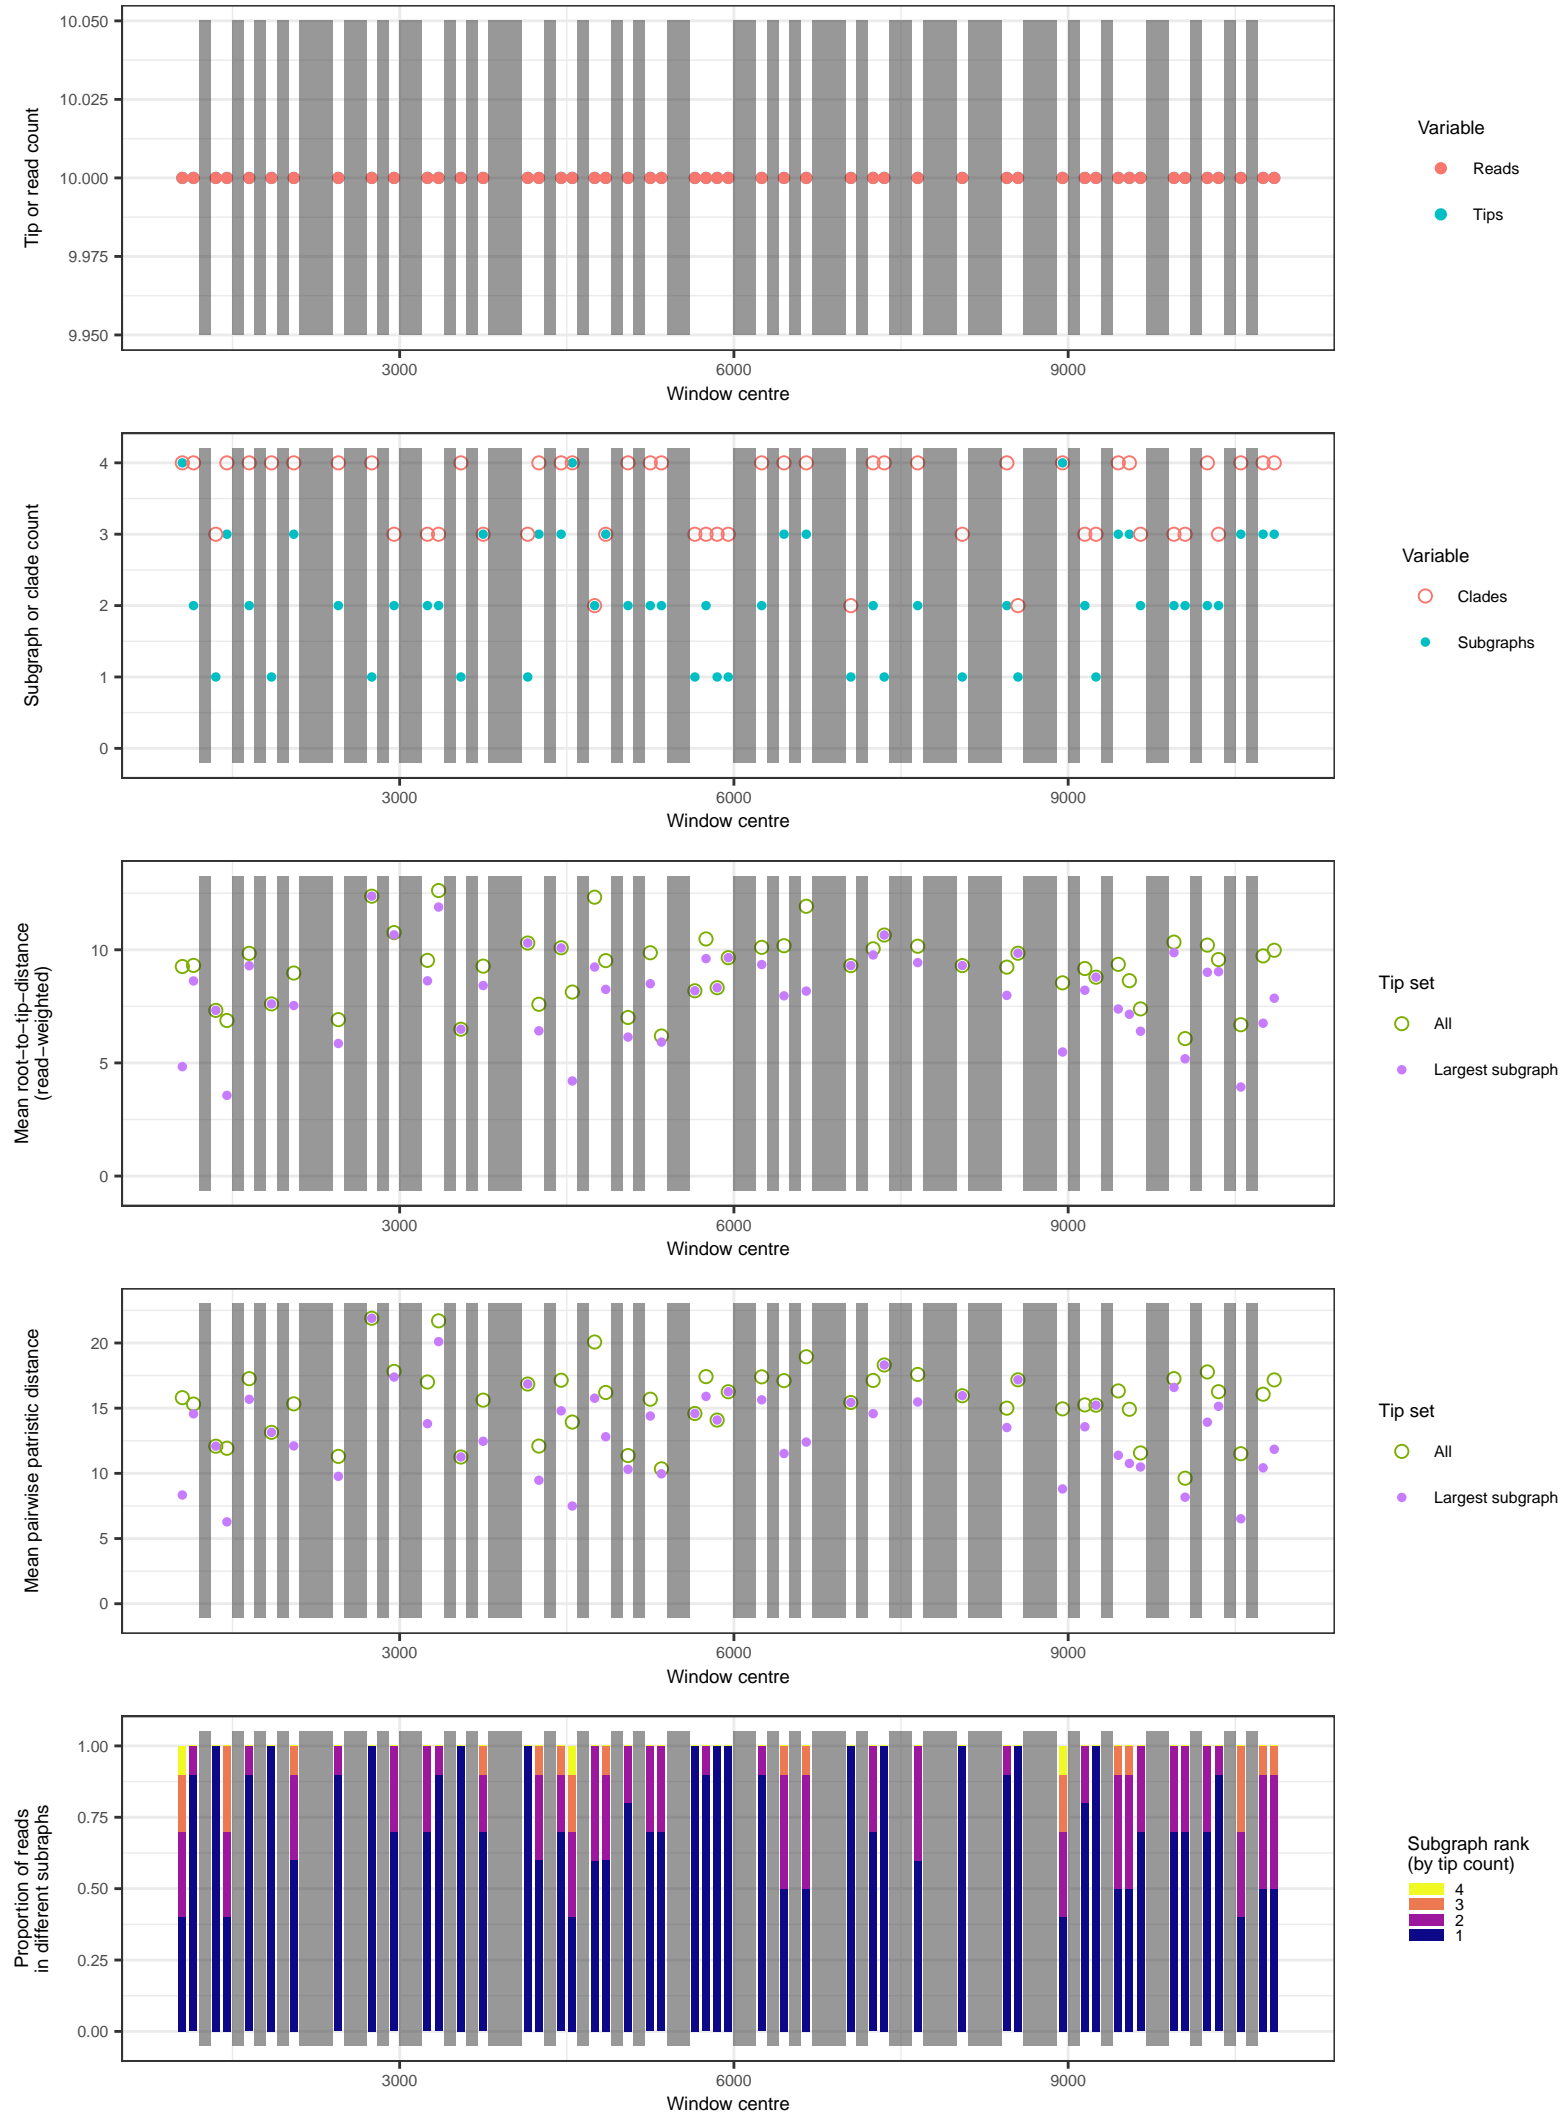 10.050
10.025
10.000
9.975
9.950
Tip or read count
3000 6000 9000
Window centre
Variable
Reads
Tips
4
3
2
1
0
Subgraph or clade count
3000 6000 9000
Window centre
Variable
Clades
Subgraphs
10
5
0
Mean root−to−tip−distance
(read−weighted)
3000 6000 9000
Window centre
Tip set
All
Largest subgraph
20
15
10
5
0
Mean pairwise patristic distance
3000 6000 9000
Window centre
Tip set
All
Largest subgraph
1.00
0.75
0.50
0.25
0.00
Proportion of reads
in different subraphs
3000 6000 9000
Window centre
Subgraph rank
(by tip count)
4
3
2
1